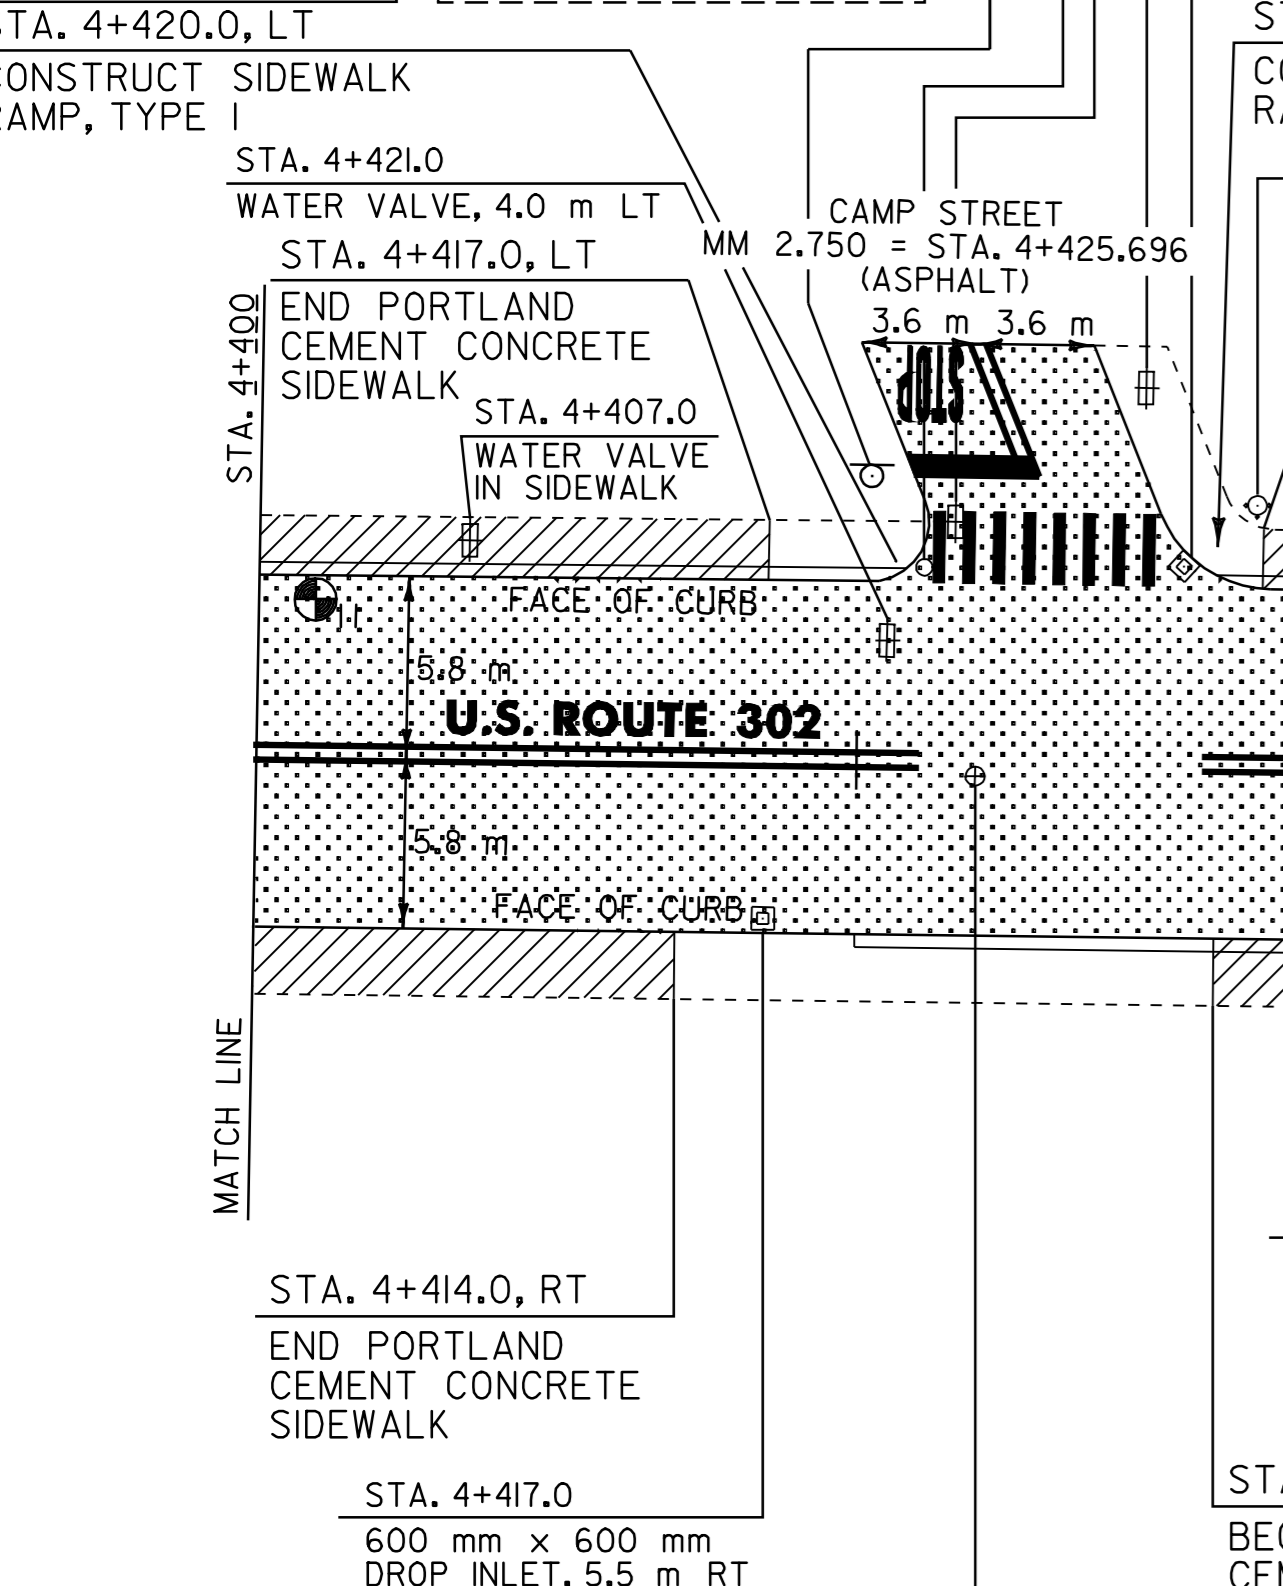 STA. 4+420.0, LT
CONSTRUCT SIDEWALK
RAMP, TYPE I
STA. 4+421.0
WATER VALVE, 4.0 m LT
STA. 4+417.0, LT
END PORTLAND
CEMENT CONCRETE
SIDEWALK
STA. 4+407.0
WATER VALVE
IN SIDEWALK
CAMP STREET
MM 2.750 = STA. 4+425.696
(ASPHALT)
3.6 m 3.6 m
STA. 4+400
FACE OF CURB
11
5.8 m
U.S. ROUTE 302
5.8 m
FACE OF CURB
MATCH LINE
STA. 4+414.0, RT
END PORTLAND
CEMENT CONCRETE
SIDEWALK
STA. 4+417.0
600 mm x 600 mm
DROP INLET, 5.5 m RT